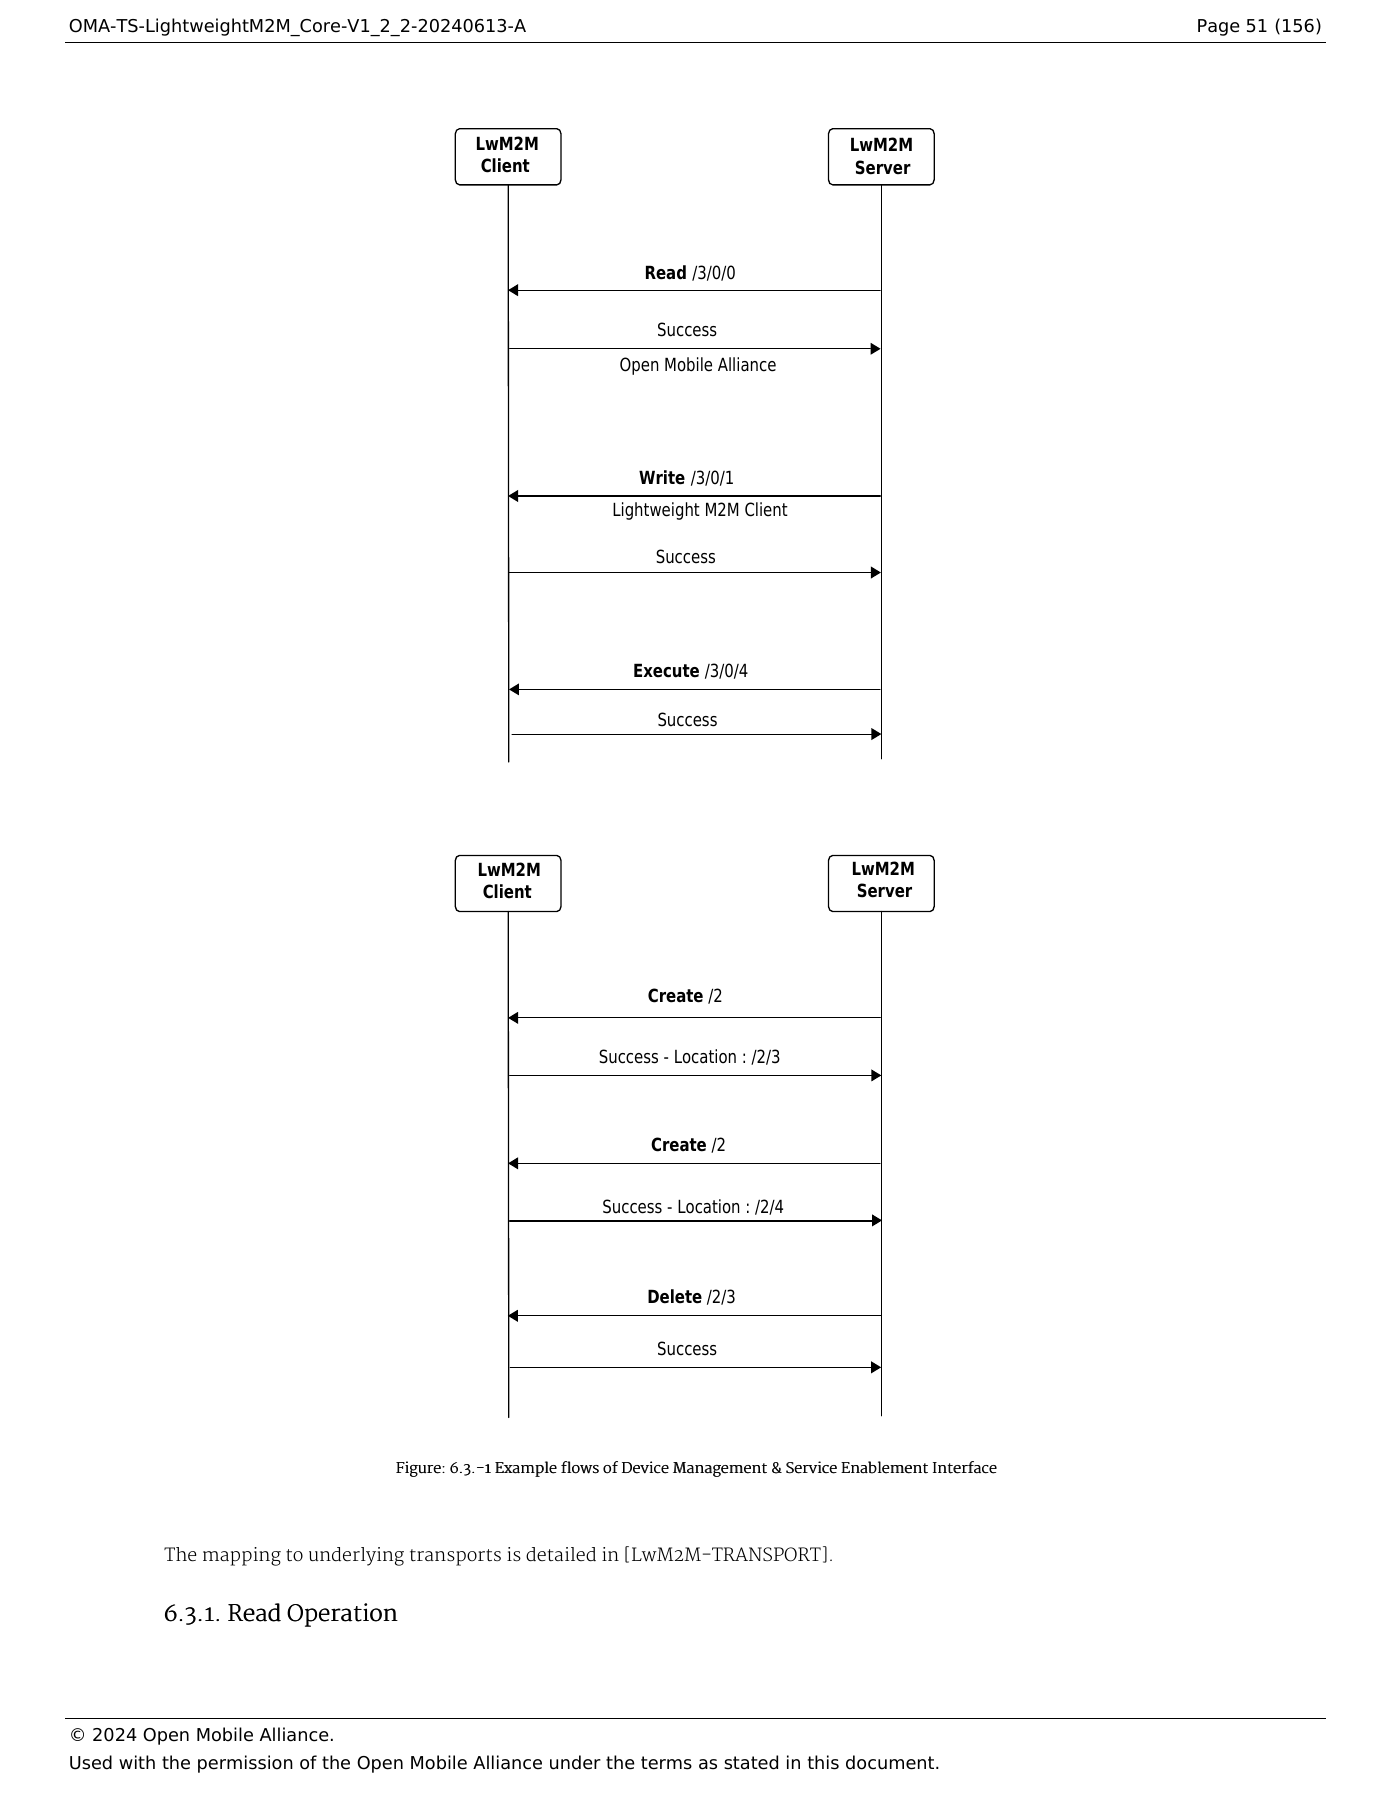 OMA-TS-LightweightM2M_Core-V1_2_2-20240613-A Page 51 (156)
LwM2M Client
LwM2M Server
Read /3/0/0
Success
Open Mobile Alliance
Write /3/0/1
Lightweight M2M Client
Success
Execute /3/0/4
Success
LwM2M Client
LwM2M Server
Create /2
Success - Location : /2/3
Create /2
Success - Location : /2/4
Delete /2/3
Success
Figure: 6.3.-1 Example flows of Device Management & Service Enablement Interface
The mapping to underlying transports is detailed in [LwM2M-TRANSPORT].
6.3.1. Read Operation
© 2024 Open Mobile Alliance.
Used with the permission of the Open Mobile Alliance under the terms as stated in this document.